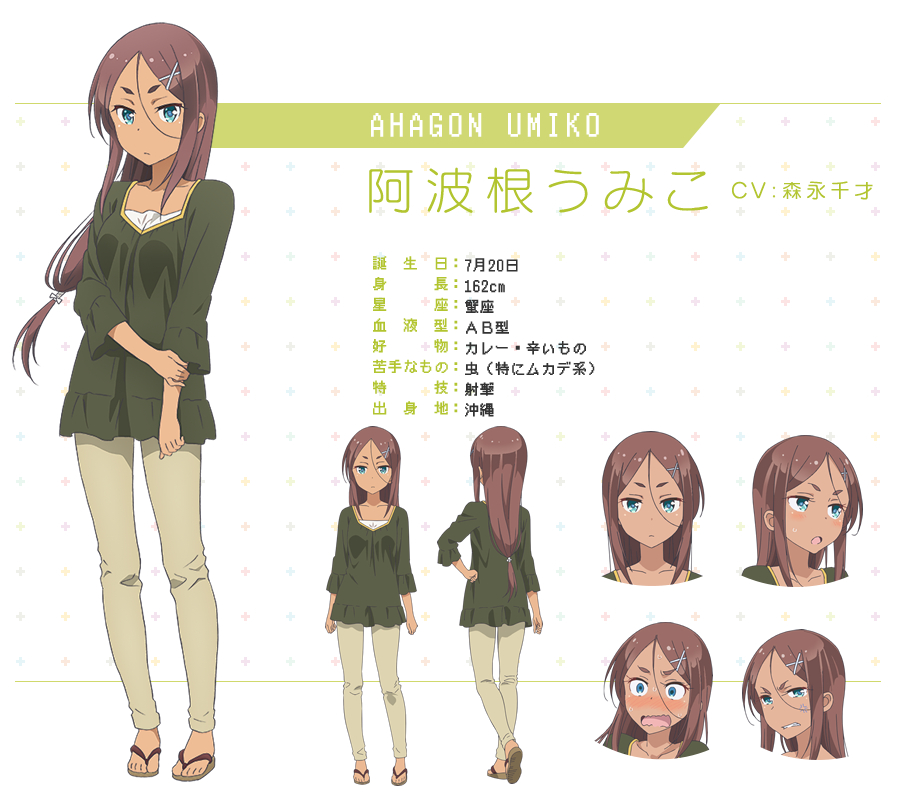 AHAGON UMIKO
阿波根うみこ CV:森永千才
誕生日:7月20日
身長:162cm
星座:蟹座
血液型:AB型
好物:カレー・辛いもの
苦手なもの:虫(特にムカデ系)
特技:射撃
出身地:沖縄